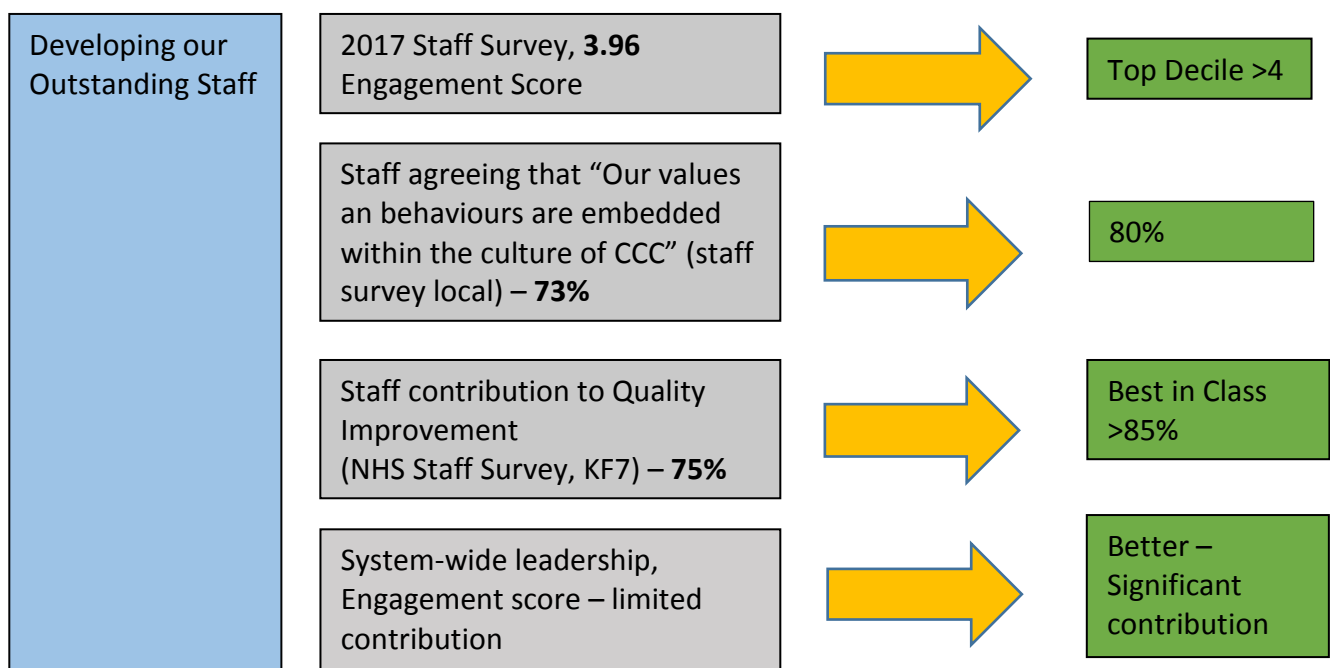 Developing our
Outstanding Staff
2017 Staff Survey, 3.96
Engagement Score
Top Decile >4
Staff agreeing that “Our values
an behaviours are embedded
within the culture of CCC” (staff
survey local) – 73%
80%
Staff contribution to Quality
Improvement
(NHS Staff Survey, KF7) – 75%
Best in Class
>85%
System-wide leadership,
Engagement score – limited
contribution
Better –
Significant
contribution